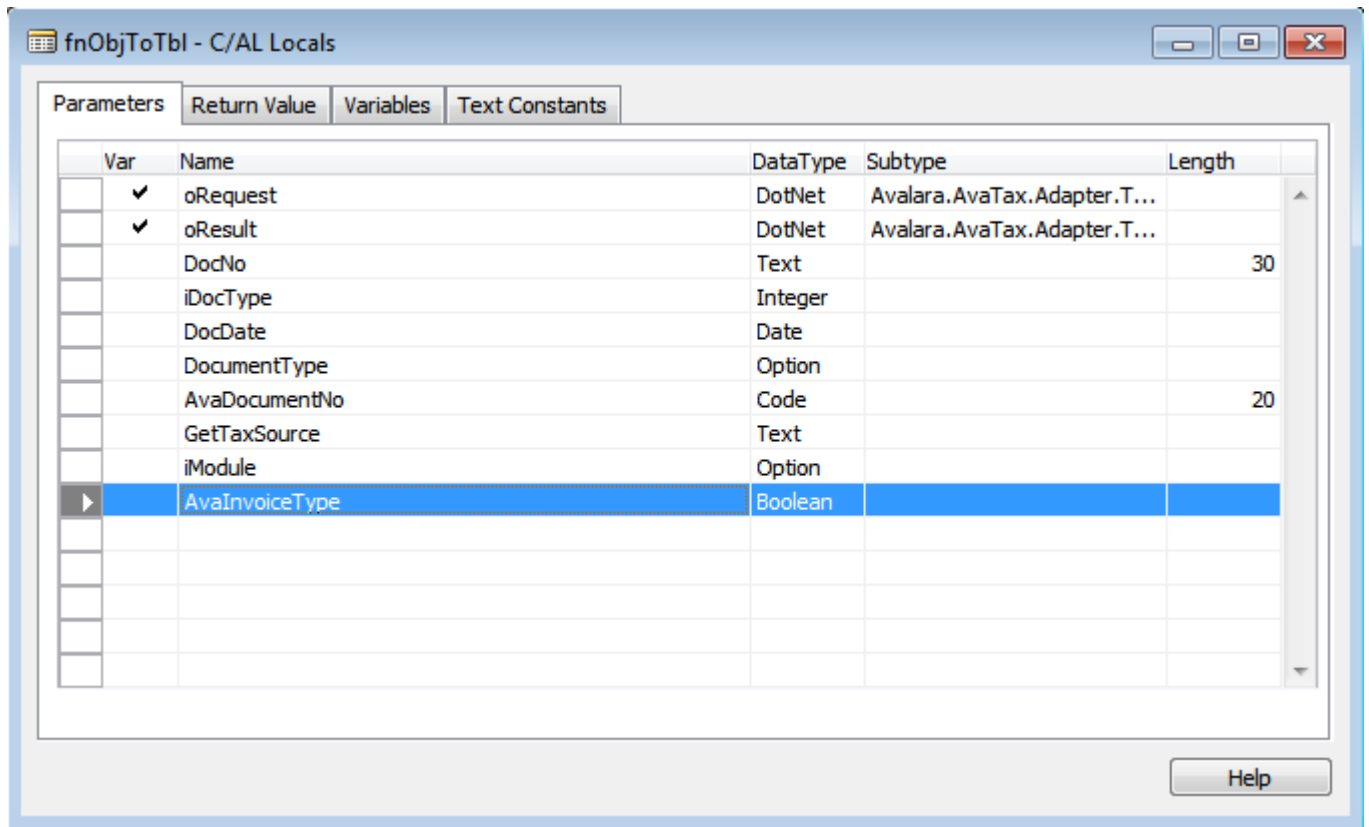 fnObjToTbl - C/AL Locals
Parameters Return Value Variables Text Constants
Var Name DataType Subtype Length
oRequest DotNet Avalara.AvaTax.Adapter.T...
oResult DotNet Avalara.AvaTax.Adapter.T...
DocNo Text 30
iDocType Integer
DocDate Date
DocumentType Option
AvaDocumentNo Code 20
GetTaxSource Text
iModule Option
AvaInvoiceType Boolean
Help